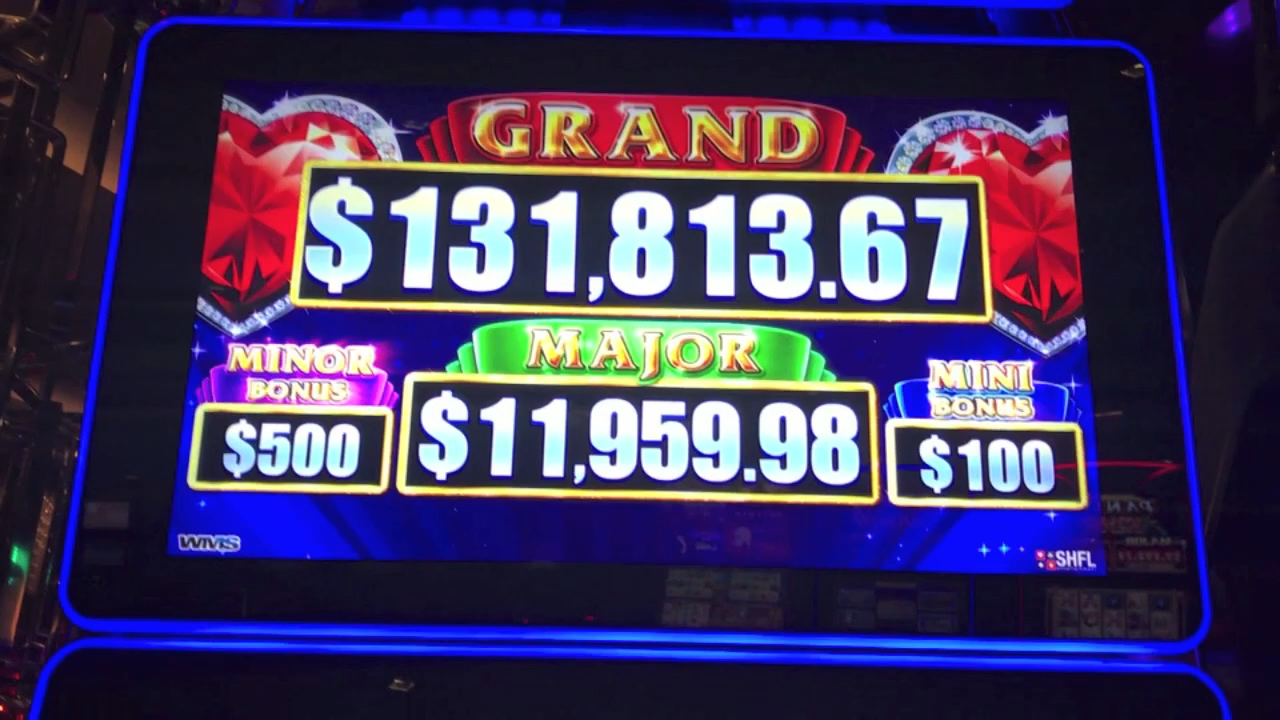 GRAND
$131,813.67
MAJOR
$11,959.98
MINOR
BONUS
$500
MINI
BONUS
$100
WMS
SHFL